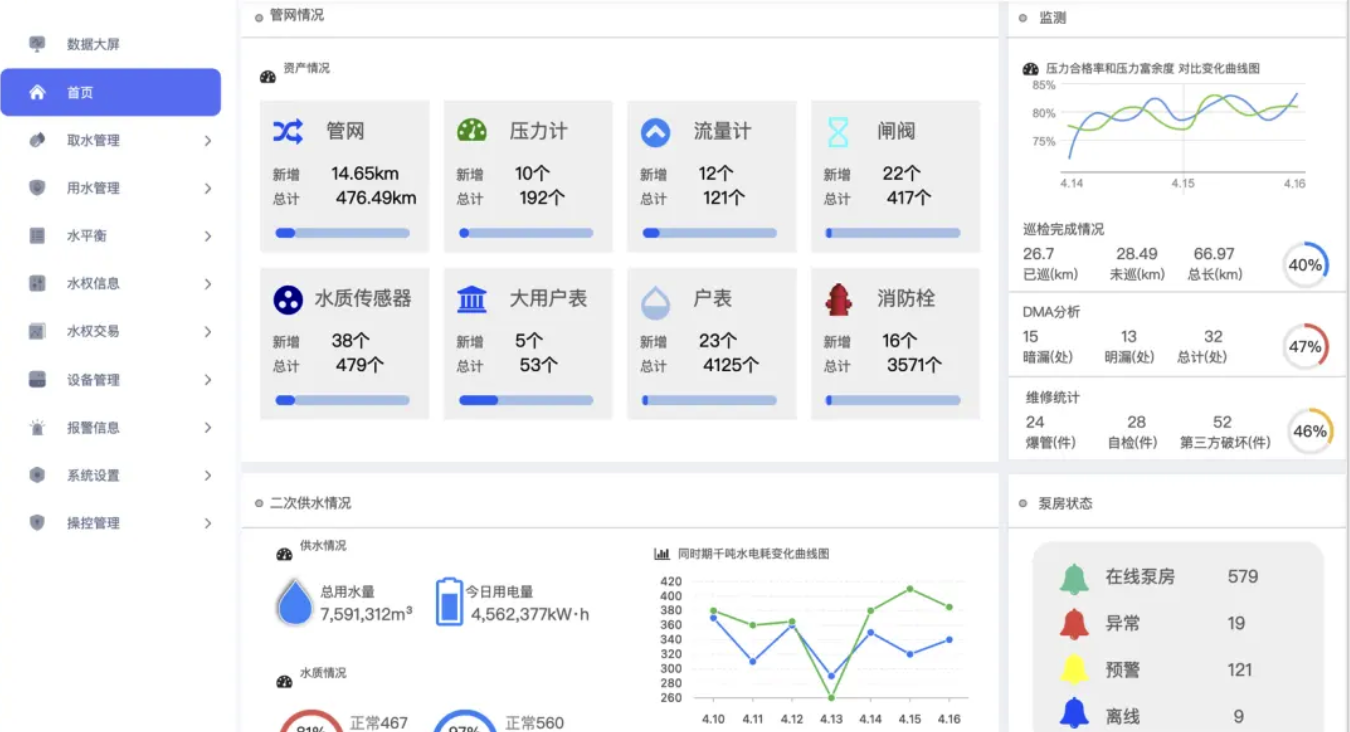 数据大屏
首页
取水管理
用水管理
水平衡
水权信息
水权交易
设备管理
报警信息
系统设置
操控管理
管网情况
资产情况
管网
新增 14.65km
总计 476.49km
压力计
新增 10个
总计 192个
流量计
新增 12个
总计 121个
闸阀
新增 22个
总计 417个
水质传感器
新增 38个
总计 479个
大用户表
新增 5个
总计 53个
户表
新增 23个
总计 4125个
消防栓
新增 16个
总计 3571个
监测
压力合格率和压力富余度 对比变化曲线图
85%
80%
75%
4.14 4.15 4.16
巡检完成情况
26.7 28.49 66.97
已巡(km) 未巡(km) 总长(km)
40%
DMA分析
15 13 32
暗漏(处) 明漏(处) 总计(处)
47%
维修统计
24 28 52
爆管(件) 自检(件) 第三方破坏(件)
46%
二次供水情况
供水情况
总用水量
7,591,312m³
今日用电量
4,562,377kW·h
水质情况
81% 正常467
97% 正常560
同时期千吨水电耗变化曲线图
420
400
380
360
340
320
300
280
260
4.10 4.11 4.12 4.13 4.14 4.15 4.16
泵房状态
在线泵房 579
异常 19
预警 121
离线 9